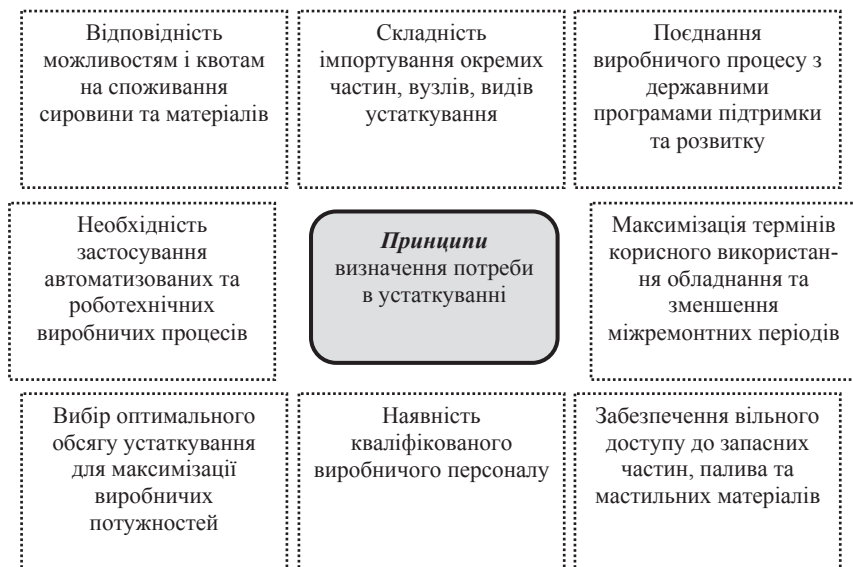 Відповідність
можливостям і квотам
на споживання
сировини та матеріалів
Складність
імпортування окремих
частин, вузлів, видів
устаткування
Поєднання
виробничого процесу з
державними
програмами підтримки
та розвитку
Необхідність
застосування
автоматизованих та
роботехнічних
виробничих процесів
Принципи
визначення потреби
в устаткуванні
Максимізація термінів
корисного використан-
ня обладнання та
зменшення
міжремонтних періодів
Вибір оптимального
обсягу устаткування
для максимізації
виробничих
потужностей
Наявність
кваліфікованого
виробничого персоналу
Забезпечення вільного
доступу до запасних
частин, палива та
мастильних матеріалів